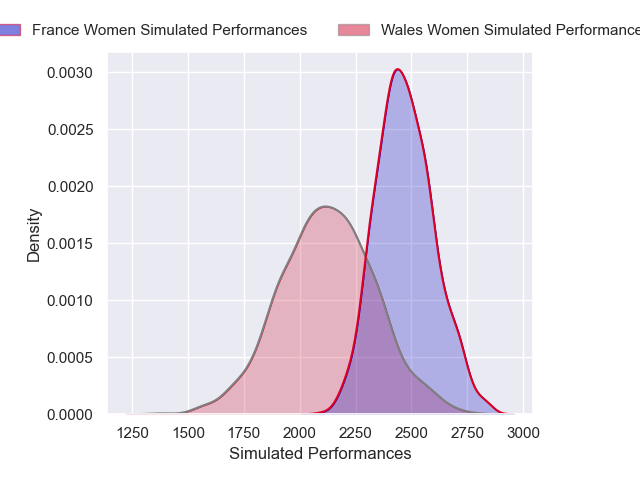 France Women Simulated Performances
Wales Women Simulated Performance
0.0030
0.0025
0.0020
0.0015
0.0010
0.0005
0.0000
Density
1250 1500 1750 2000 2250 2500 2750 3000
Simulated Performances